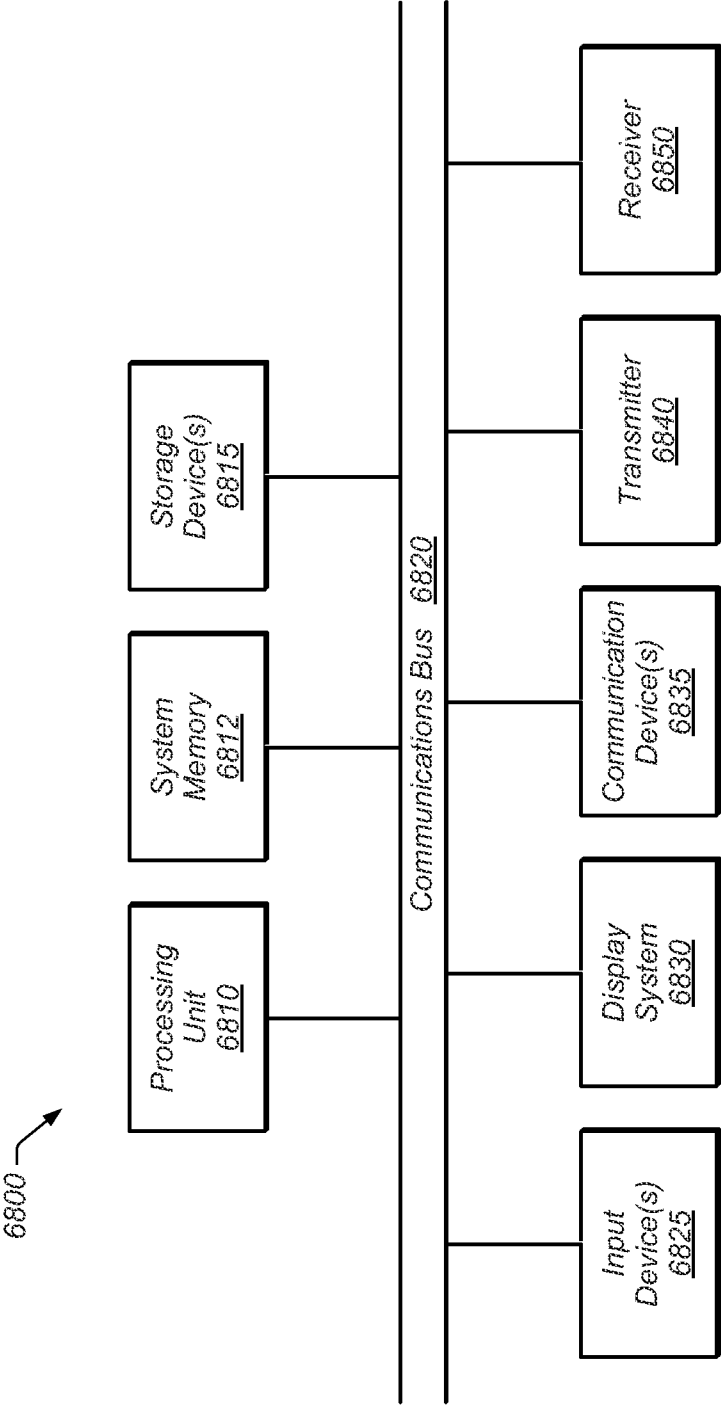 6800
Processing
Unit
6810
System
Memory
6812
Storage
Device(s)
6815
Communications Bus 6820
Input
Device(s)
6825
Display
System
6830
Communication
Device(s)
6835
Transmitter
6840
Receiver
6850